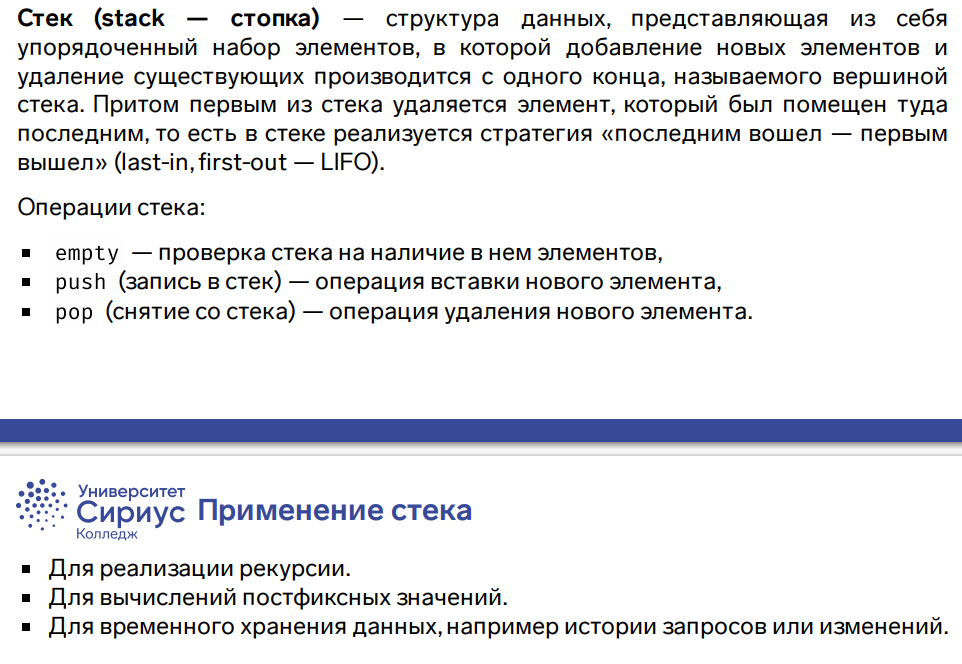 Стек (stack — стопка) — структура данных, представляющая из себя
упорядоченный набор элементов, в которой добавление новых элементов и
удаление существующих производится с одного конца, называемого вершиной
стека. Притом первым из стека удаляется элемент, который был помещен туда
последним, то есть в стеке реализуется стратегия «последним вошел — первым
вышел» (last-in, first-out — LIFO).
Операции стека:
▪ empty — проверка стека на наличие в нем элементов,
▪ push (запись в стек) — операция вставки нового элемента,
▪ pop (снятие со стека) — операция удаления нового элемента.
Университет
Сириус
Колледж
Применение стека
▪ Для реализации рекурсии.
▪ Для вычислений постфиксных значений.
▪ Для временного хранения данных, например истории запросов или изменений.